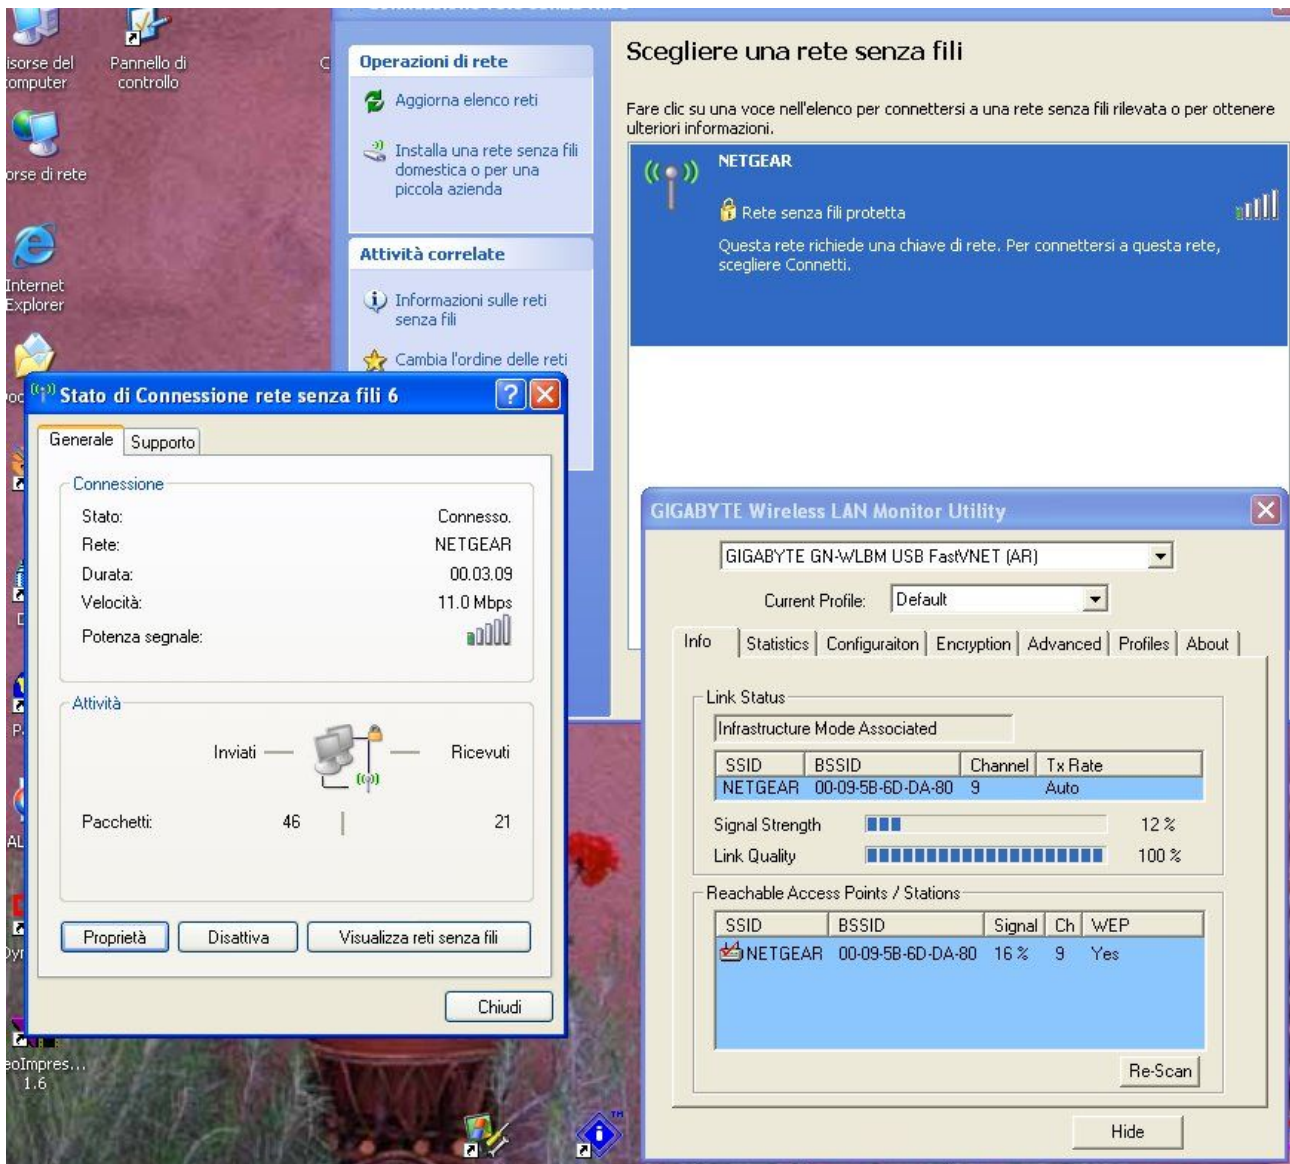 isorse del
computer
Pannello di
controllo
orse di rete
Internet
Explorer
eoImpres...
1.6
Operazioni di rete
Aggiorna elenco reti
Installa una rete senza fili
domestica o per una
piccola azienda
Attività correlate
Informazioni sulle reti
senza fili
Cambia l'ordine delle reti
Scegliere una rete senza fili
Fare clic su una voce nell'elenco per connettersi a una rete senza fili rilevata o per ottenere
ulteriori informazioni.
NETGEAR
Rete senza fili protetta
Questa rete richiede una chiave di rete. Per connettersi a questa rete,
scegliere Connetti.
Stato di Connessione rete senza fili 6
Generale Supporto
Connessione
Stato: Connesso.
Rete: NETGEAR
Durata: 00.03.09
Velocità: 11.0 Mbps
Potenza segnale:
Attività
Inviati Ricevuti
Pacchetti: 46 21
Proprietà Disattiva Visualizza reti senza fili
Chiudi
GIGABYTE Wireless LAN Monitor Utility
GIGABYTE GN-WLBM USB FastVNET (AR)
Current Profile: Default
Info Statistics Configuraiton Encryption Advanced Profiles About
Link Status
Infrastructure Mode Associated
SSID BSSID Channel Tx Rate
NETGEAR 00-09-5B-6D-DA-80 9 Auto
Signal Strength 12 %
Link Quality 100 %
Reachable Access Points / Stations
SSID BSSID Signal Ch WEP
NETGEAR 00-09-5B-6D-DA-80 16 % 9 Yes
Re-Scan
Hide